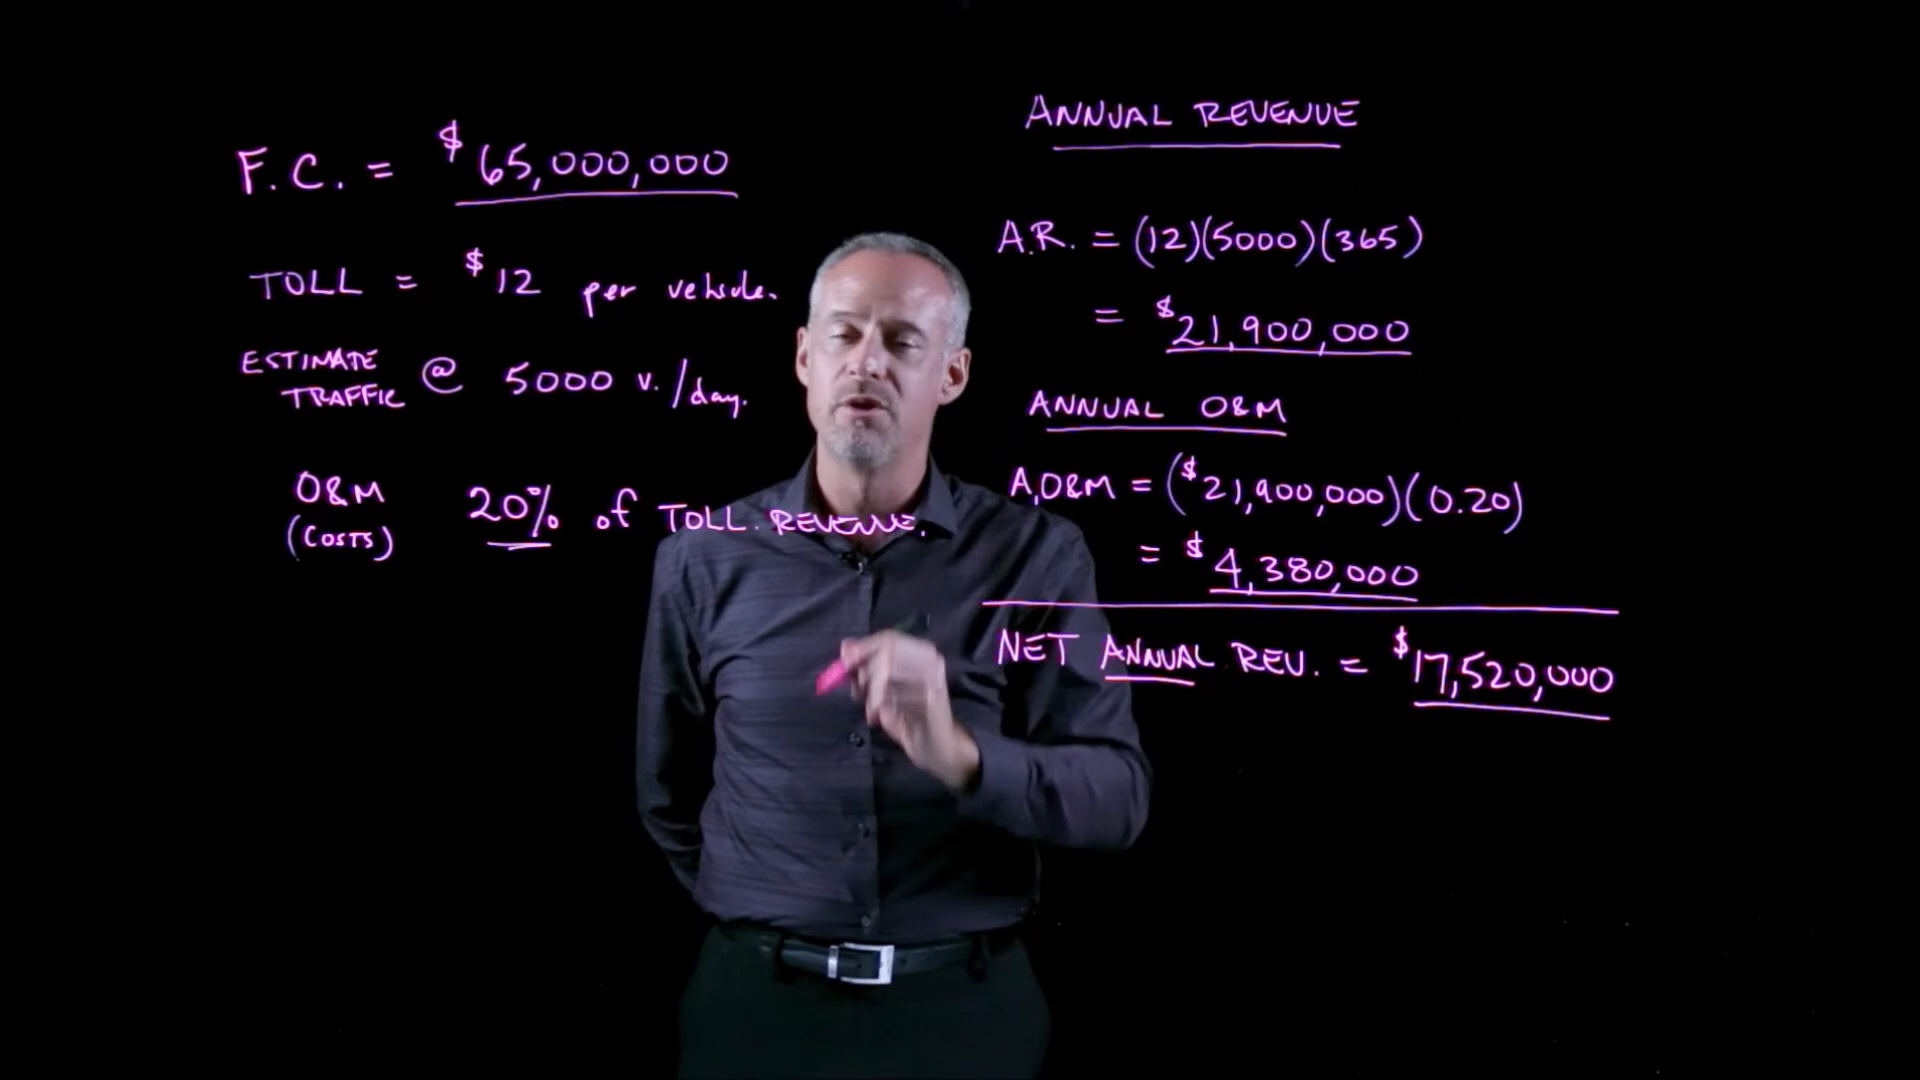 F.C. = $65,000,000
TOLL = $12 per vehicle.
ESTIMATE TRAFFIC @ 5000 v./day.
O&M (COSTS) 20% of TOLL REVENUE.
ANNUAL REVENUE
A.R. = (12)(5000)(365)
= $21,900,000
ANNUAL O&M
A.O&M = ($21,900,000)(0.20)
= $4,380,000
NET ANNUAL REV. = $17,520,000